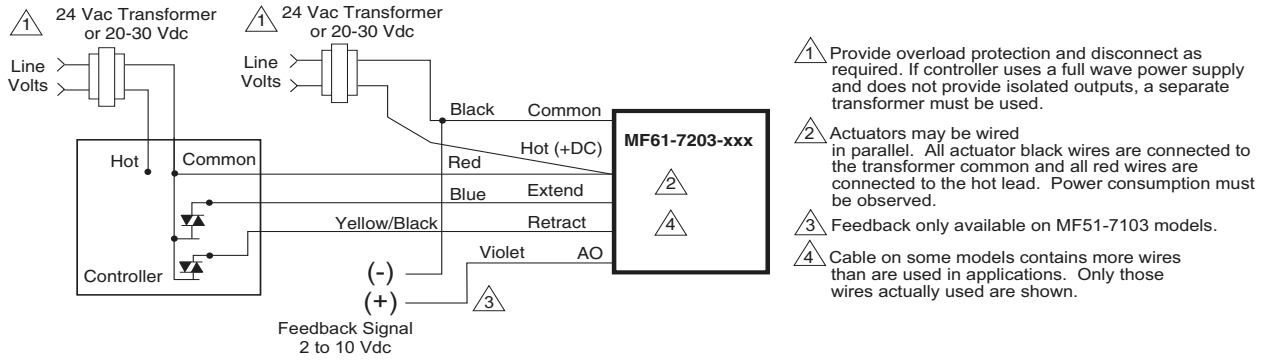 1
24 Vac Transformer
or 20-30 Vdc
Line
Volts
1
24 Vac Transformer
or 20-30 Vdc
Line
Volts
Hot
Common
Controller
Black
Common
Hot (+DC)
Red
Blue
Extend
Yellow/Black
Retract
Violet
AO
MF61-7203-xxx
2
4
(-)
(+)
3
Feedback Signal
2 to 10 Vdc
1 Provide overload protection and disconnect as
required. If controller uses a full wave power supply
and does not provide isolated outputs, a separate
transformer must be used.
2 Actuators may be wired
in parallel. All actuator black wires are connected to
the transformer common and all red wires are
connected to the hot lead. Power consumption must
be observed.
3 Feedback only available on MF51-7103 models.
4 Cable on some models contains more wires
than are used in applications. Only those
wires actually used are shown.